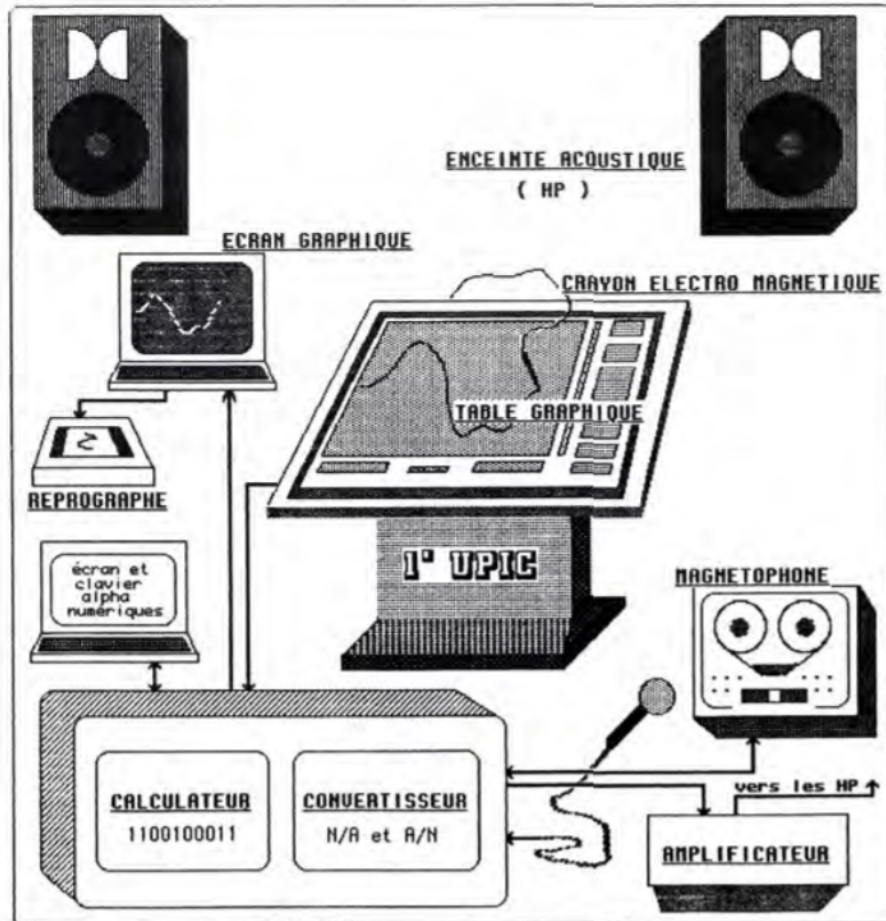 ENCEINTE ACOUSTIQUE
( HP )
ECRAN GRAPHIQUE
CRAYON ELECTRO MAGNETIQUE
TABLE GRAPHIQUE
REPROGRAPHE
l' UPIC
MAGNETOPHONE
écran et
clavier
alpha
numériques
vers les HP
CALCULATEUR
1100100011
CONVERTISSEUR
N/A et A/N
AMPLIFICATEUR